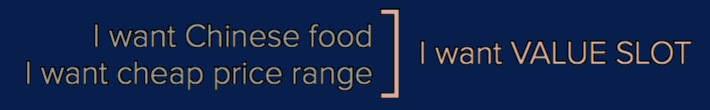 I want Chinese food
I want cheap price range
I want VALUE SLOT